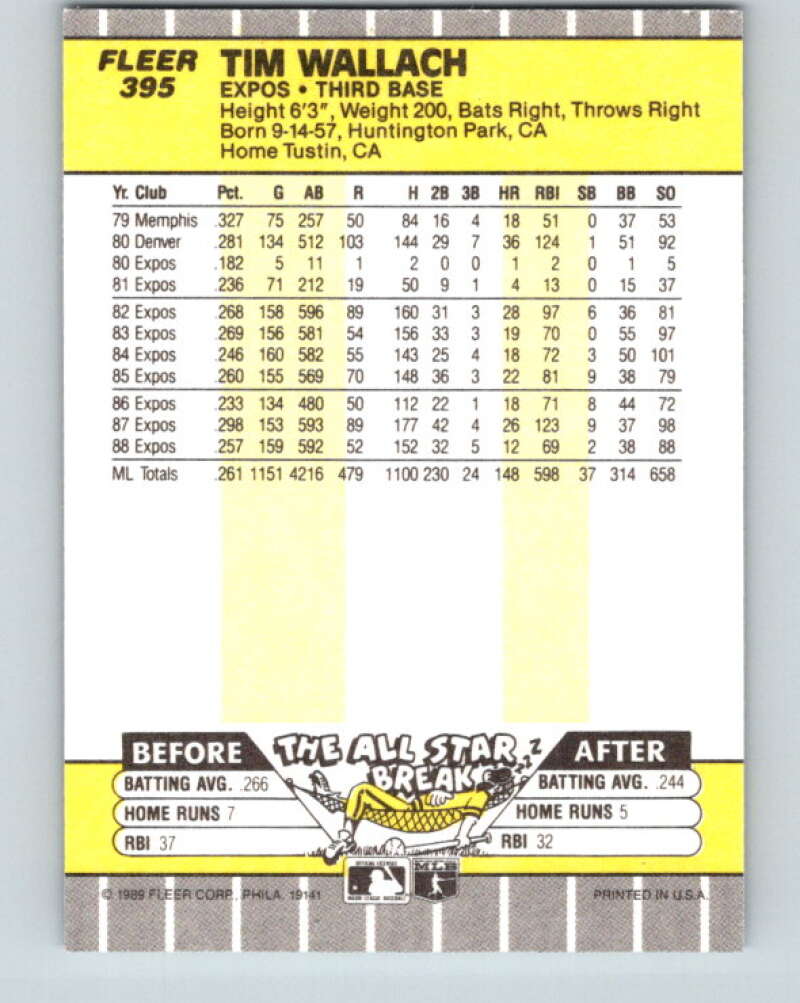 FLEER
395
TIM WALLACH
EXPOS • THIRD BASE
Height 6'3", Weight 200, Bats Right, Throws Right
Born 9-14-57, Huntington Park, CA
Home Tustin, CA
Yr. Club Pct. G AB R H 2B 3B HR RBI SB BB SO
79 Memphis .327 75 257 50 84 16 4 18 51 0 37 53
80 Denver .281 134 512 103 144 29 7 36 124 1 51 92
80 Expos .182 5 11 1 2 0 0 1 2 0 1 5
81 Expos .236 71 212 19 50 9 1 4 13 0 15 37
82 Expos .268 158 596 89 160 31 3 28 97 6 36 81
83 Expos .269 156 581 54 156 33 3 19 70 0 55 97
84 Expos .246 160 582 55 143 25 4 18 72 3 50 101
85 Expos .260 155 569 70 148 36 3 22 81 9 38 79
86 Expos .233 134 480 50 112 22 1 18 71 8 44 72
87 Expos .298 153 593 89 177 42 4 26 123 9 37 98
88 Expos .257 159 592 52 152 32 5 12 69 2 38 88
ML Totals .261 1151 4216 479 1100 230 24 148 598 37 314 658
BEFORE
THE ALL STAR
BREAK
ZZZ
AFTER
BATTING AVG. .266
HOME RUNS 7
RBI 37
BATTING AVG. .244
HOME RUNS 5
RBI 32
OFFICIAL LICENSEE
MAJOR LEAGUE BASEBALL
MLB
© 1989 FLEER CORP., PHILA. 19141
PRINTED IN U.S.A.